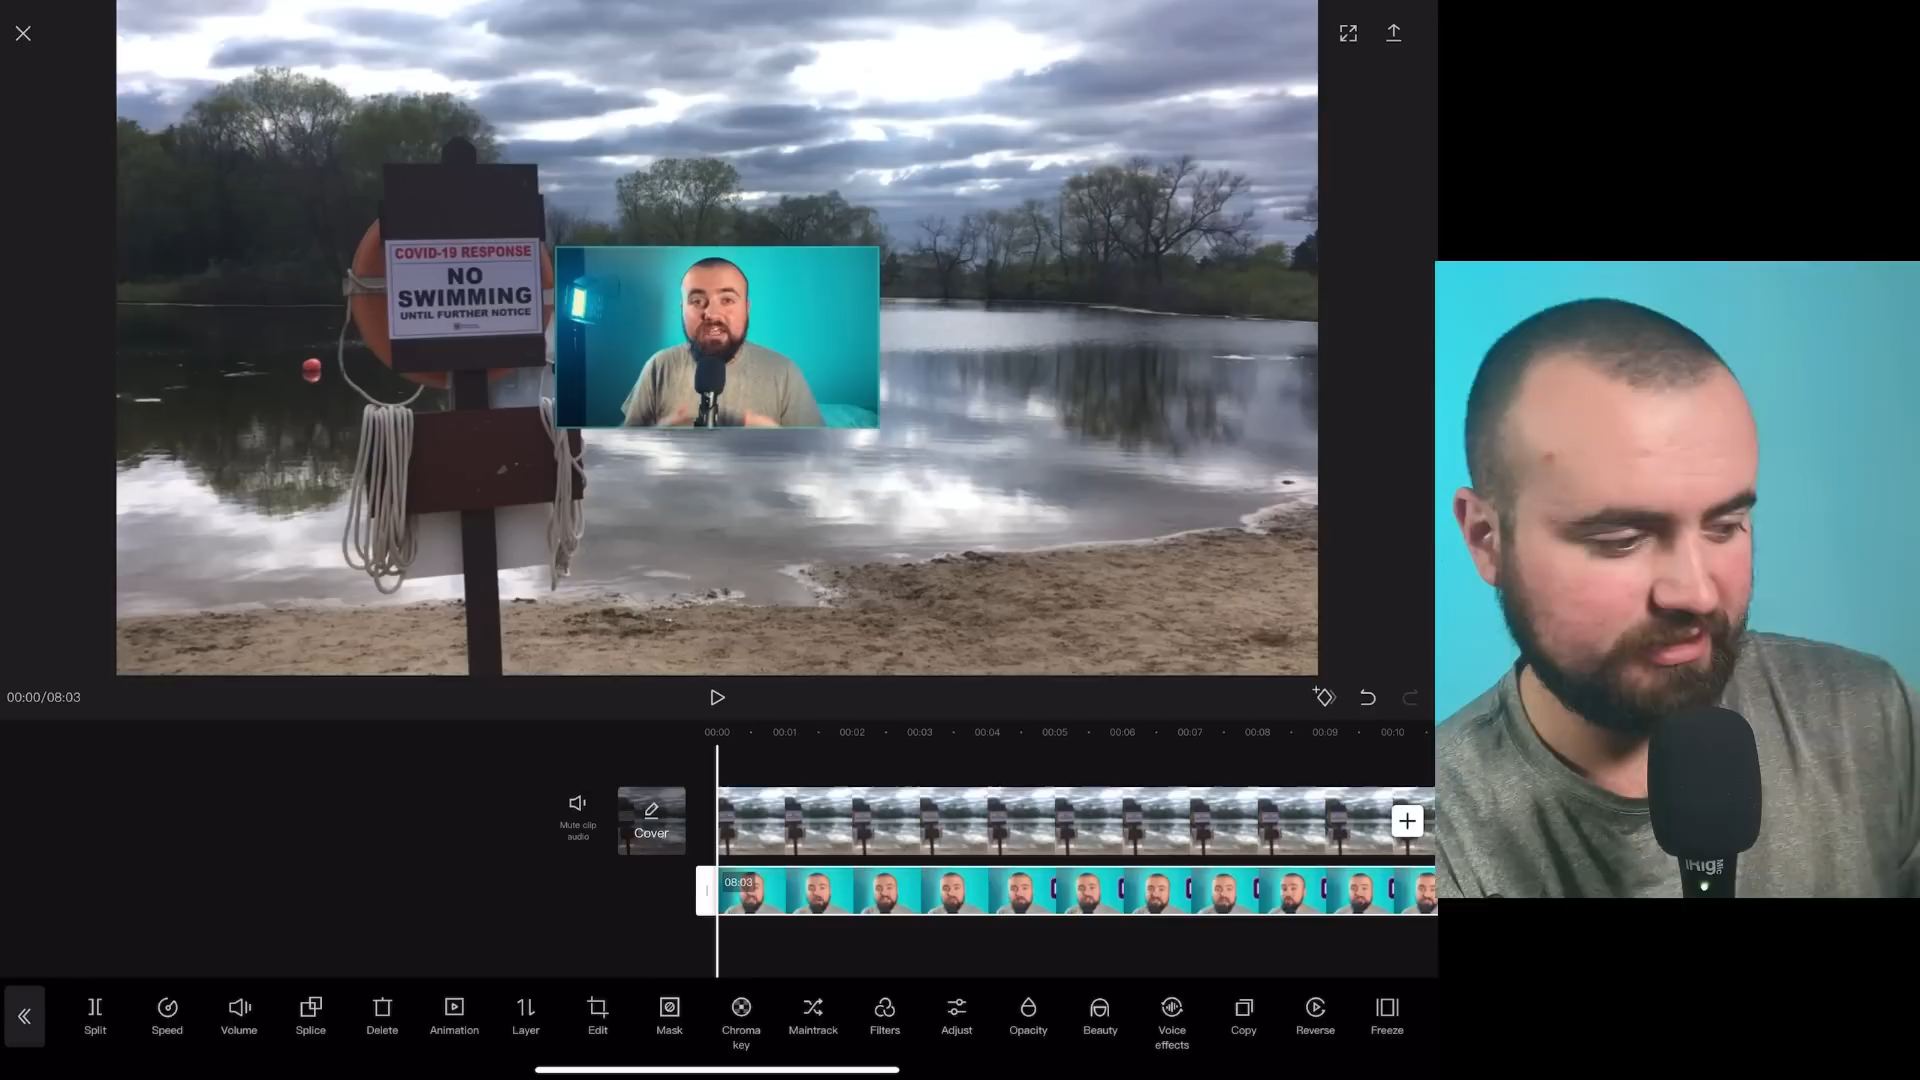 COVID-19 RESPONSE
NO
SWIMMING
UNTIL FURTHER NOTICE
00:00/08:03
00:00 00:01 00:02 00:03 00:04 00:05 00:06 00:07 00:08 00:09 00:10
Mute clip
audio
Cover
08:03
iRig
Split Speed Volume Splice Delete Animation Layer Edit Mask Chroma key Maintrack Filters Adjust Opacity Beauty Voice effects Copy Reverse Freeze